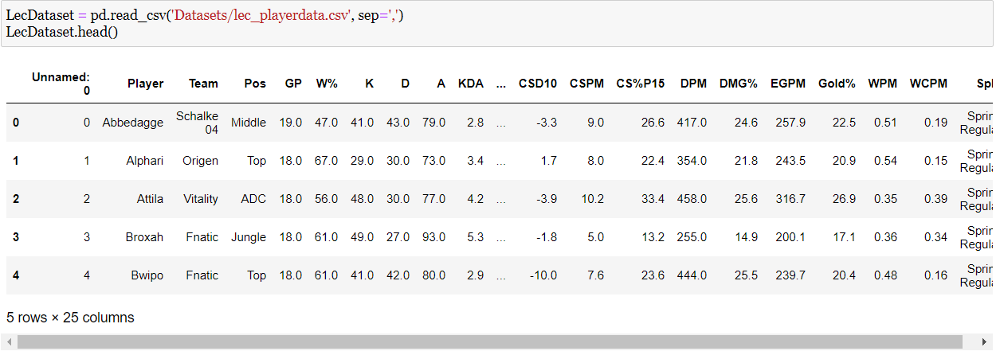 LecDataset = pd.read_csv('Datasets/lec_playerdata.csv', sep=',')
LecDataset.head()
Unnamed: 0 Player Team Pos GP W% K D A KDA ... CSD10 CSPM CS%P15 DPM DMG% EGPM Gold% WPM WCPM Spl
0 0 Abbedagge Schalke 04 Middle 19.0 47.0 41.0 43.0 79.0 2.8 ... -3.3 9.0 26.6 417.0 24.6 257.9 22.5 0.51 0.19 Sprin Regula
1 1 Alphari Origen Top 18.0 67.0 29.0 30.0 73.0 3.4 ... 1.7 8.0 22.4 354.0 21.8 243.5 20.9 0.54 0.15 Sprin Regula
2 2 Attila Vitality ADC 18.0 56.0 48.0 30.0 77.0 4.2 ... -3.9 10.2 33.4 458.0 25.6 316.7 26.9 0.35 0.39 Sprin Regula
3 3 Broxah Fnatic Jungle 18.0 61.0 49.0 27.0 93.0 5.3 ... -1.8 5.0 13.2 255.0 14.9 200.1 17.1 0.36 0.34 Sprin Regula
4 4 Bwipo Fnatic Top 18.0 61.0 41.0 42.0 80.0 2.9 ... -10.0 7.6 23.6 444.0 25.5 239.7 20.4 0.48 0.16 Sprin Regula
5 rows × 25 columns